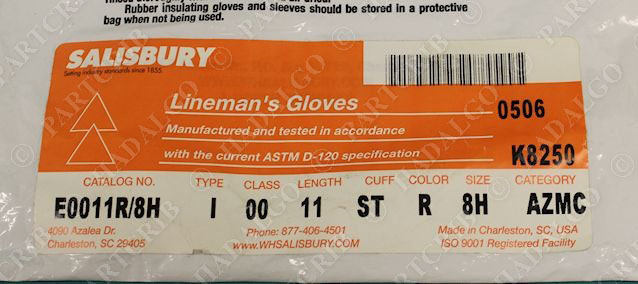 Rubber insulating gloves and sleeves should be stored in a protective
bag when not being used.
SALISBURY
Setting industry standards since 1855.
Lineman's Gloves
0506
Manufactured and tested in accordance
with the current ASTM D-120 specification
K8250
CATALOG NO. TYPE CLASS LENGTH CUFF COLOR SIZE CATEGORY
E0011R/8H I 00 11 ST R 8H AZMC
4090 Azalea Dr. Phone: 877-406-4501 Made in Charleston, SC, USA
Charleston, SC 29405 www.WHSALISBURY.COM ISO 9001 Registered Facility
© PARTCRIB © HADALGO